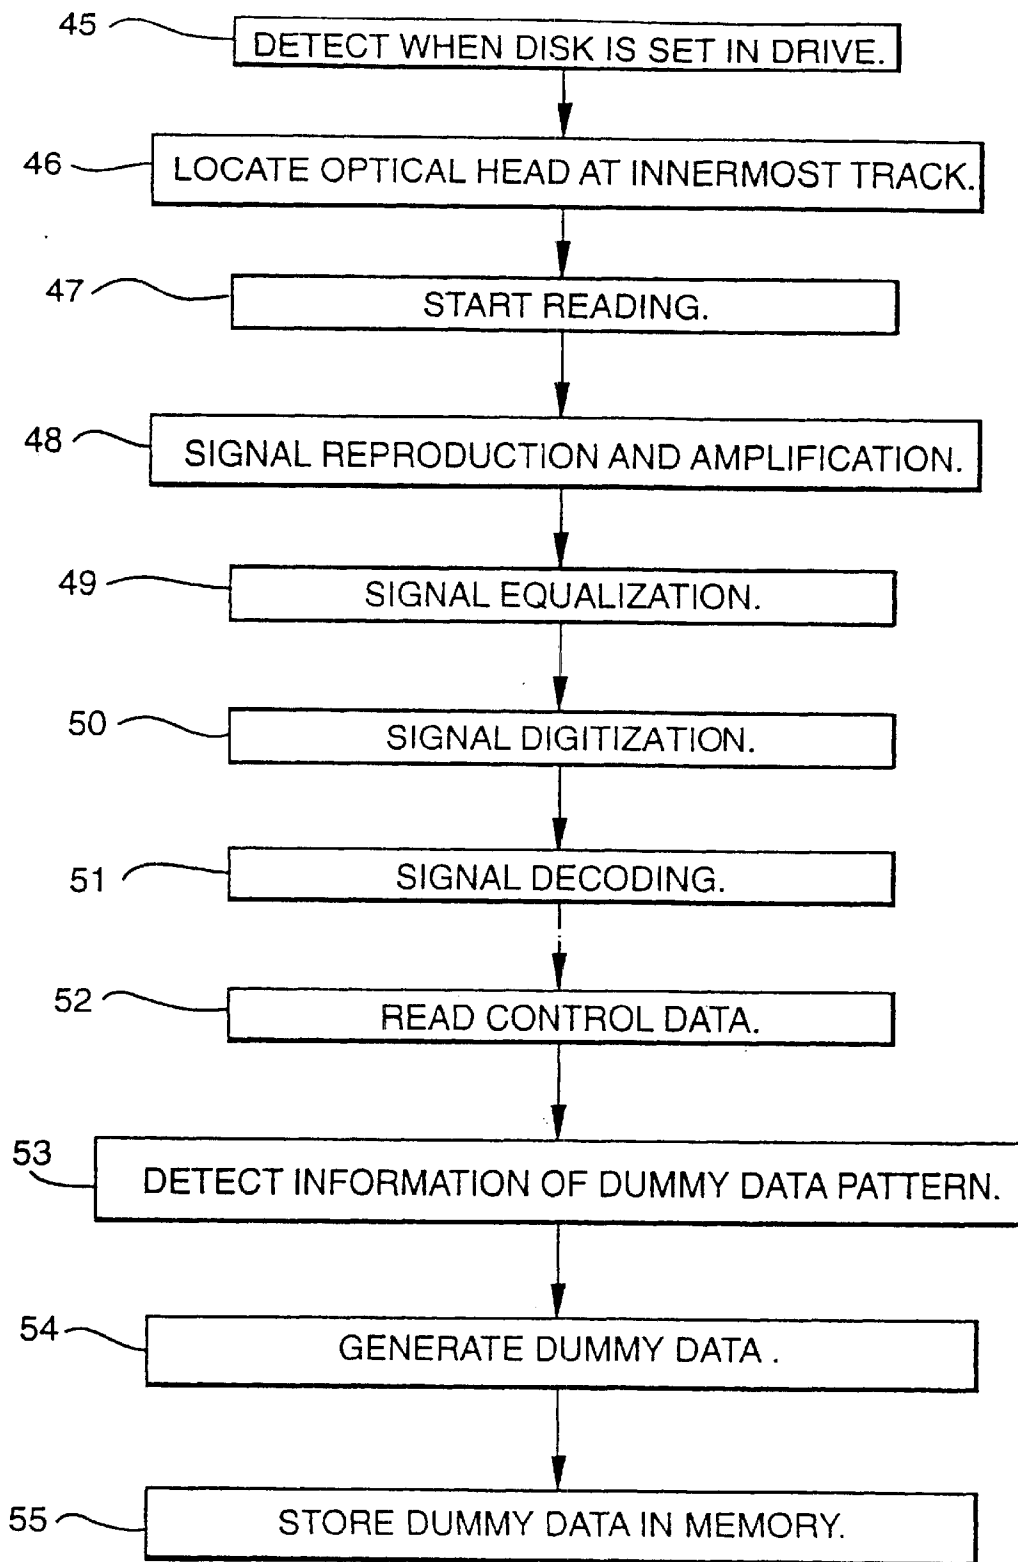 45 DETECT WHEN DISK IS SET IN DRIVE.
46 LOCATE OPTICAL HEAD AT INNERMOST TRACK.
47 START READING.
48 SIGNAL REPRODUCTION AND AMPLIFICATION.
49 SIGNAL EQUALIZATION.
50 SIGNAL DIGITIZATION.
51 SIGNAL DECODING.
52 READ CONTROL DATA.
53 DETECT INFORMATION OF DUMMY DATA PATTERN.
54 GENERATE DUMMY DATA .
55 STORE DUMMY DATA IN MEMORY.